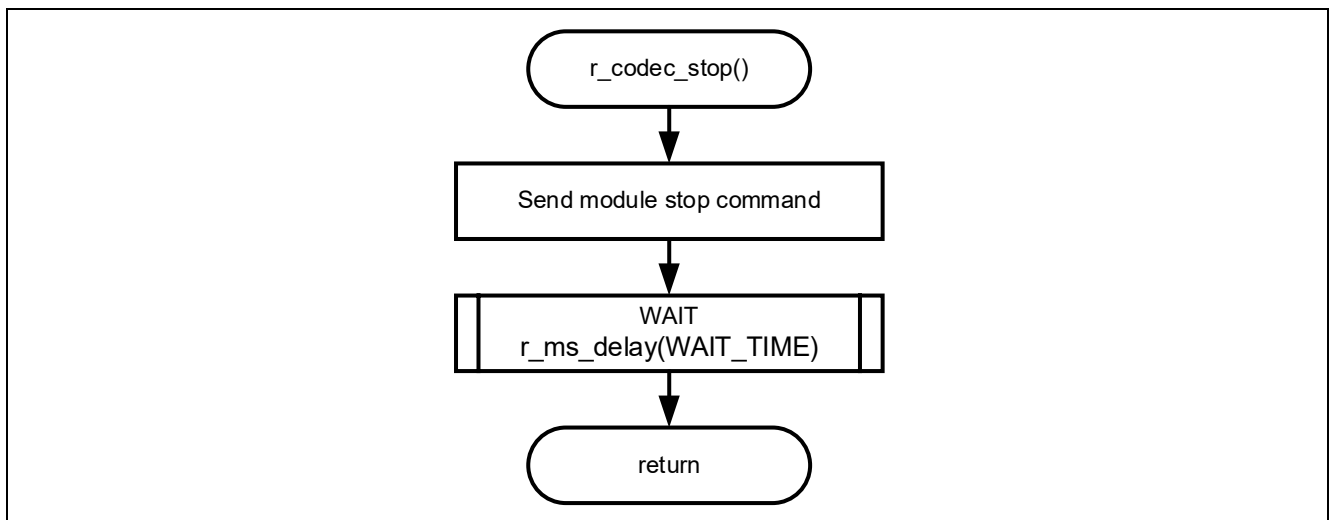 r_codec_stop()
Send module stop command
WAIT
r_ms_delay(WAIT_TIME)
return